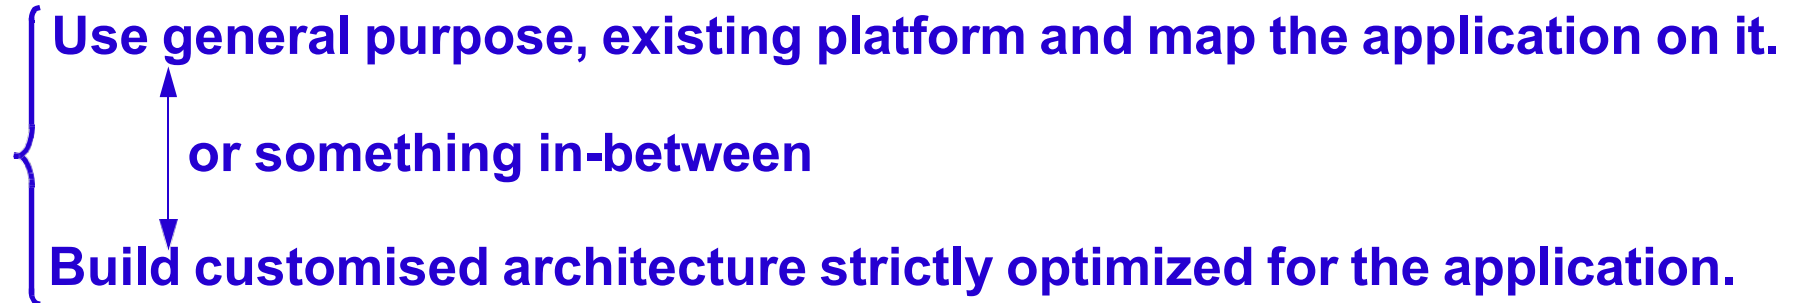 Use general purpose, existing platform and map the application on it.
or something in-between
Build customised architecture strictly optimized for the application.